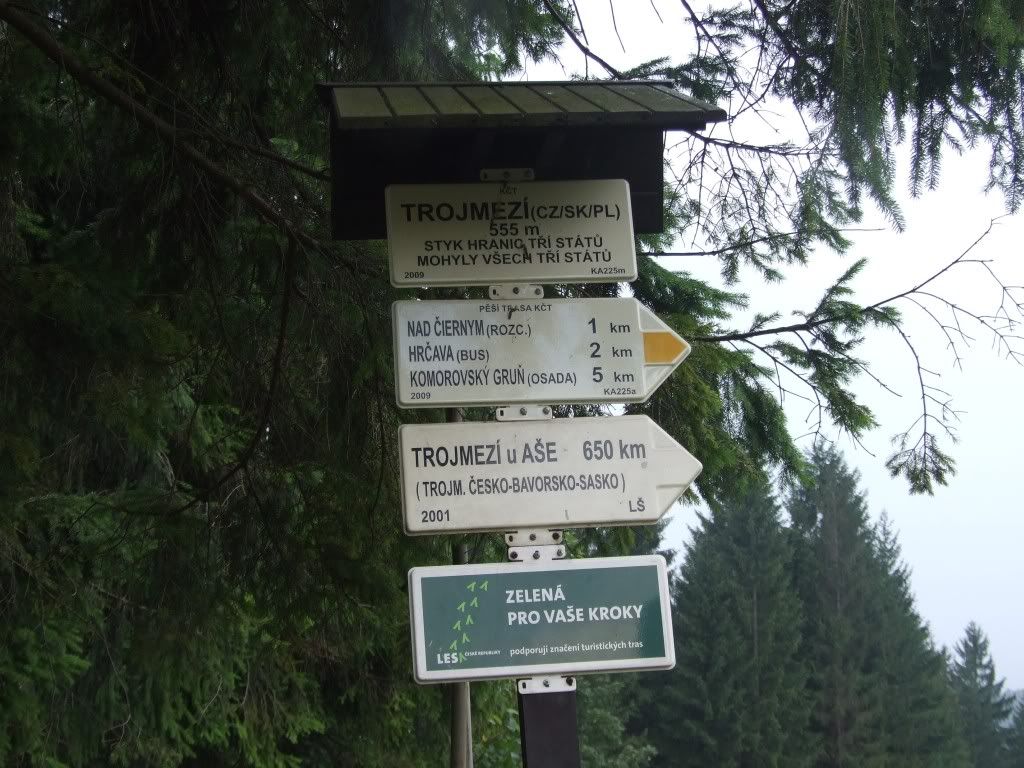 KČT
TROJMEZÍ (CZ/SK/PL)
555 m
STYK HRANIC TŘÍ STÁTŮ
MOHYLY VŠECH TŘÍ STÁTŮ
2009 KA225m
PĚŠÍ TRASA KČT
NAD ČIERNYM (ROZC.) 1 km
HRČAVA (BUS) 2 km
KOMOROVSKÝ GRUŇ (OSADA) 5 km
2009 KA225a
TROJMEZÍ u AŠE 650 km
( TROJM. ČESKO-BAVORSKO-SASKO )
2001 LŠ
ZELENÁ
PRO VAŠE KROKY
LESY ČESKÉ REPUBLIKY podporují značení turistických tras